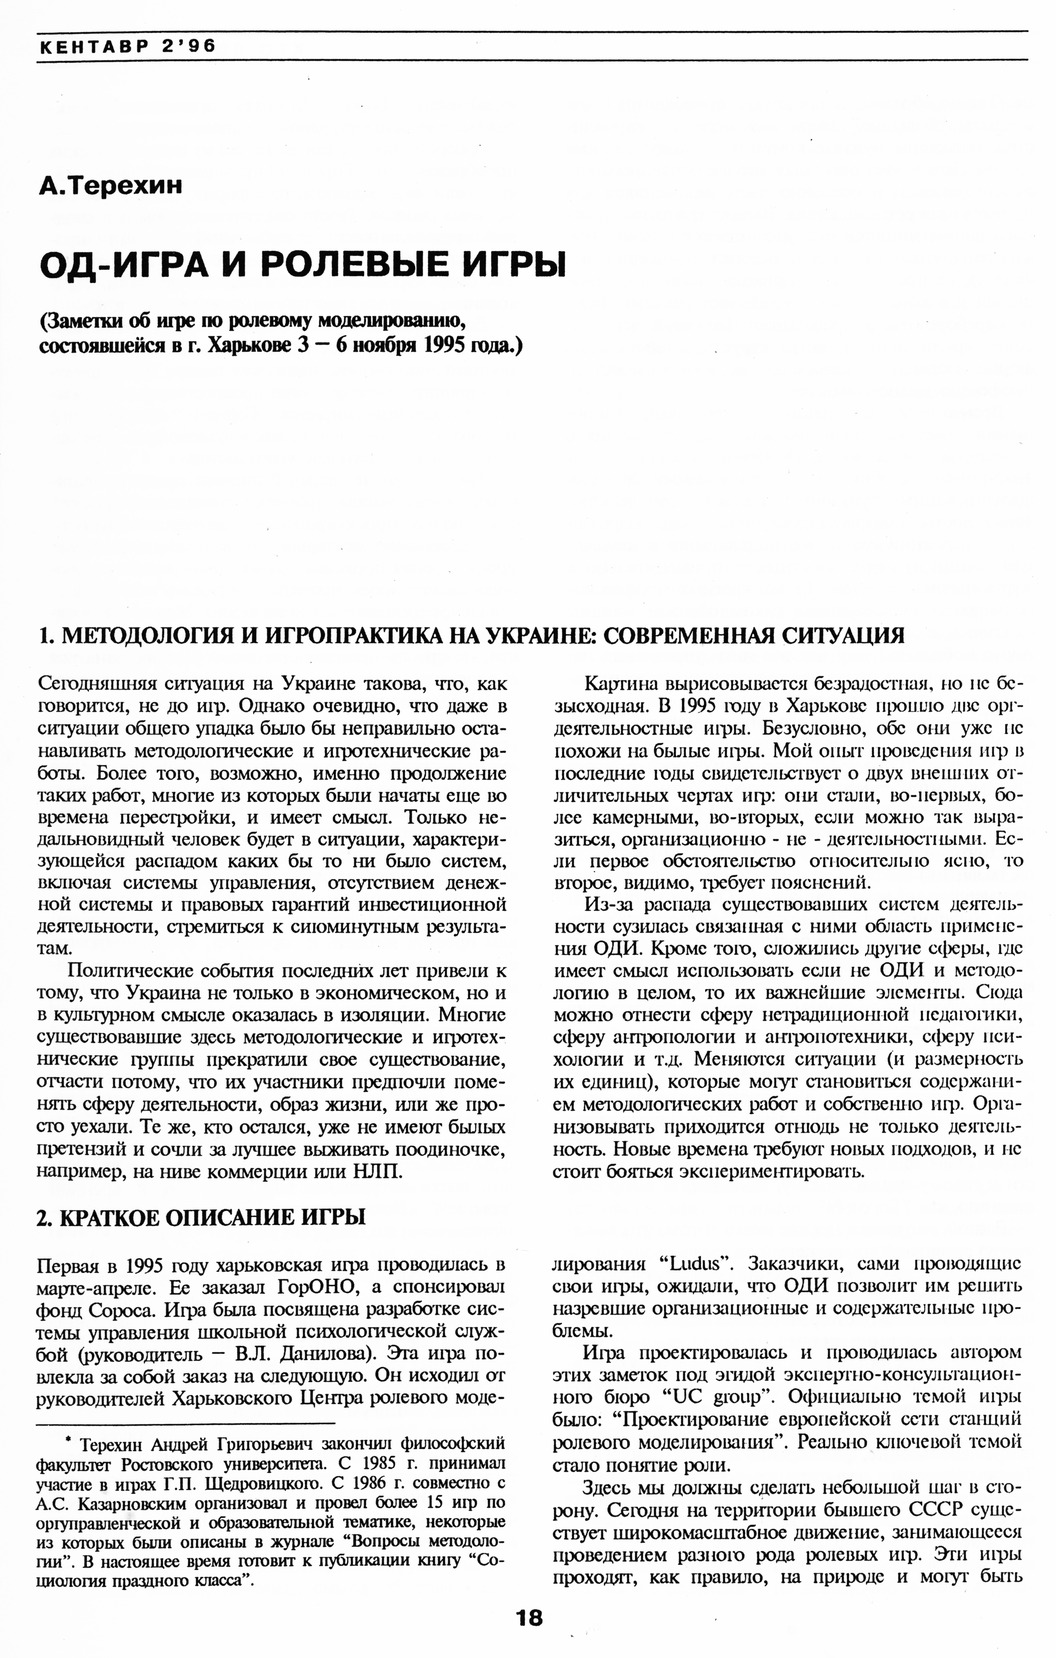 КЕНТАВР 2’96
А.Терехин
ОД-ИГРА И РОЛЕВЫЕ ИГРЫ
(Заметки об игре по ролевому моделированию,
состоявшейся в г. Харькове 3 — 6 ноября 1995 года.)
1. МЕТОДОЛОГИЯ И ИГРОПРАКТИКА НА УКРАИНЕ: СОВРЕМЕННАЯ СИТУАЦИЯ
Сегодняшняя ситуация на Украине такова, что, как
говорится, не до игр. Однако очевидно, что даже в
ситуации общего упадка было бы неправильно оста-
навливать методологические и игротехнические ра-
боты. Более того, возможно, именно продолжение
таких работ, многие из которых были начаты еще во
времена перестройки, и имеет смысл. Только не-
дальновидный человек будет в ситуации, характери-
зующейся распадом каких бы то ни было систем,
включая системы управления, отсутствием денеж-
ной системы и правовых гарантий инвестиционной
деятельности, стремиться к сиюминутным результа-
там.
Политические события последних лет привели к
тому, что Украина не только в экономическом, но и
в культурном смысле оказалась в изоляции. Многие
существовавшие здесь методологические и игротех-
нические группы прекратили свое существование,
отчасти потому, что их участники предпочли поме-
нять сферу деятельности, образ жизни, или же про-
сто уехали. Те же, кто остался, уже не имеют былых
претензий и сочли за лучшее выживать поодиночке,
например, на ниве коммерции или НЛП.
Картина вырисовывается безрадостная, но не бе-
зысходная. В 1995 году в Харькове прошло две орг-
деятельностные игры. Безусловно, обе они уже не
похожи на былые игры. Мой опыт проведения игр в
последние годы свидетельствует о двух внешних от-
личительных чертах игр: они стали, во-первых, бо-
лее камерными, во-вторых, если можно так выра-
зиться, организационно - не - деятельностными. Ес-
ли первое обстоятельство относительно ясно, то
второе, видимо, требует пояснений.
Из-за распада существовавших систем деятель-
ности сузилась связанная с ними область примене-
ния ОДИ. Кроме того, сложились другие сферы, где
имеет смысл использовать если не ОДИ и методо-
логию в целом, то их важнейшие элементы. Сюда
можно отнести сферу нетрадиционной педагогики,
сферу антропологии и антропотехники, сферу пси-
хологии и т.д. Меняются ситуации (и размерность
их единиц), которые могут становиться содержани-
ем методологических работ и собственно игр. Орга-
низовывать приходится отнюдь не только деятель-
ность. Новые времена требуют новых подходов, и не
стоит бояться экспериментировать.
2. КРАТКОЕ ОПИСАНИЕ ИГРЫ
Первая в 1995 году харьковская игра проводилась в
марте-апреле. Ее заказал ГорОНО, а спонсировал
фонд Сороса. Игра была посвящена разработке сис-
темы управления школьной психологической служ-
бой (руководитель — В.Л. Данилова). Эта игра по-
влекла за собой заказ на следующую. Он исходил от
руководителей Харьковского Центра ролевого моде-
* Терехин Андрей Григорьевич закончил философский
факультет Ростовского университета. С 1985 г. принимал
участие в играх Г.П. Щедровицкого. С 1986 г. совместно с
А.С. Казарновским организовал и провел более 15 игр по
оргуправленческой и образовательной тематике, некоторые
из которых были описаны в журнале “Вопросы методоло-
гии”. В настоящее время готовит к публикации книгу “Со-
циология праздного класса”.
лирования “Ludus”. Заказчики, сами проводящие
свои игры, ожидали, что ОДИ позволит им решить
назревшие организационные и содержательные про-
блемы.
Игра проектировалась и проводилась автором
этих заметок под эгидой экспертно-консультацион-
ного бюро “UC group”. Официально темой игры
было: “Проектирование европейской сети станций
ролевого моделирования”. Реально ключевой темой
стало понятие роли.
Здесь мы должны сделать небольшой шаг в сто-
рону. Сегодня на территории бывшего СССР суще-
ствует широкомасштабное движение, занимающееся
проведением разного рода ролевых игр. Эти игры
проходят, как правило, на природе и могут быть
18